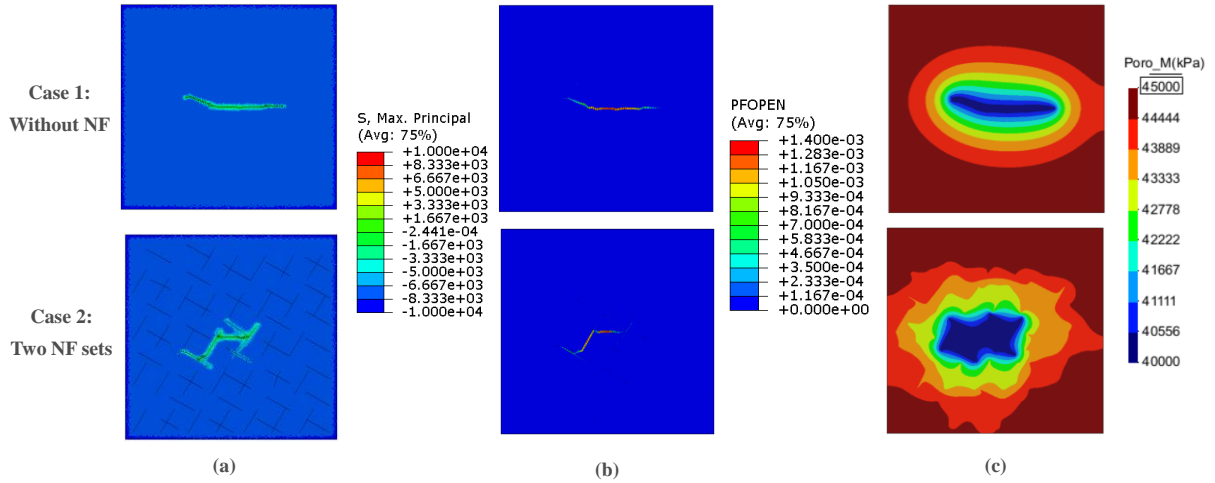 Case 1:
Without NF
Case 2:
Two NF sets
S, Max. Principal
(Avg: 75%)
+1.000e+04
+8.333e+03
+6.667e+03
+5.000e+03
+3.333e+03
+1.667e+03
-2.441e-04
-1.667e+03
-3.333e+03
-5.000e+03
-6.667e+03
-8.333e+03
-1.000e+04
PFOPEN
(Avg: 75%)
+1.400e-03
+1.283e-03
+1.167e-03
+1.050e-03
+9.333e-04
+8.167e-04
+7.000e-04
+5.833e-04
+4.667e-04
+3.500e-04
+2.333e-04
+1.167e-04
+0.000e+00
Poro_M(kPa)
45000
44444
43889
43333
42778
42222
41667
41111
40556
40000
(a)
(b)
(c)